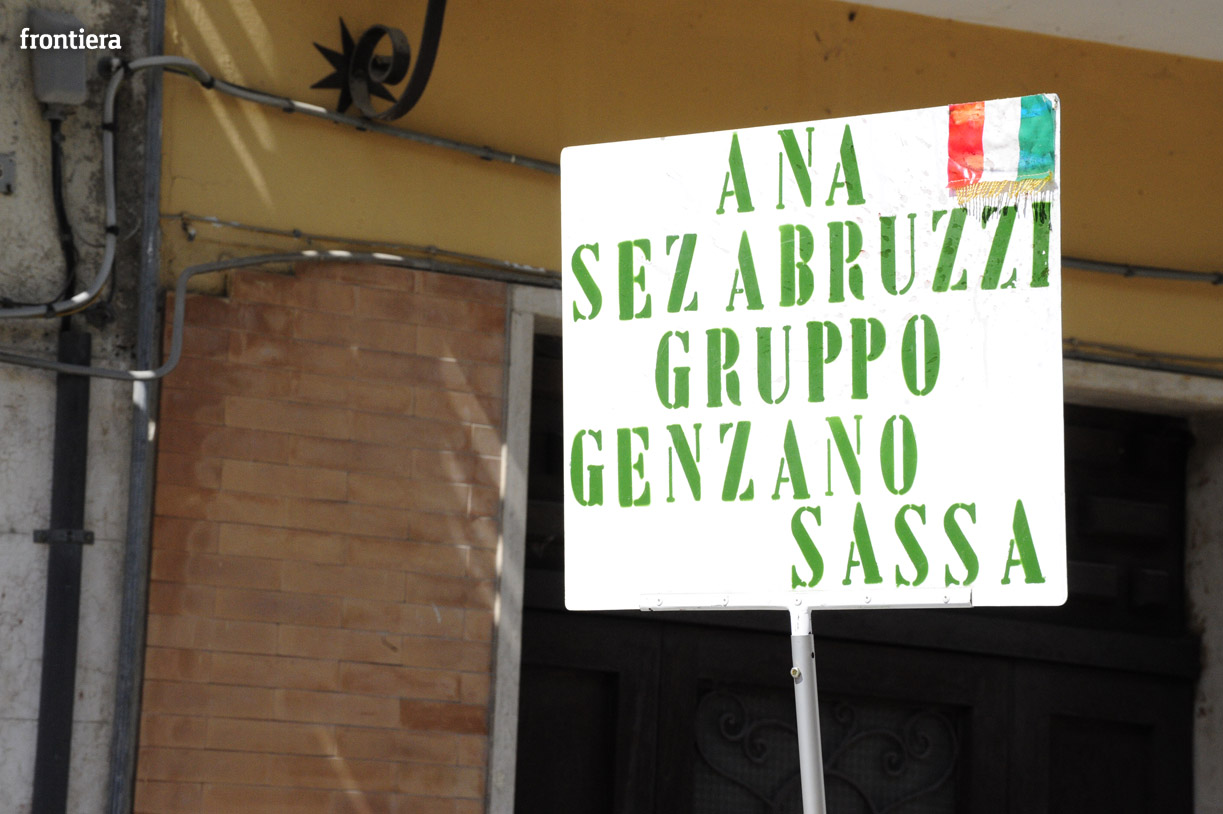 frontiera
ANA
SEZ ABRUZZI
GRUPPO
GENZANO
SASSA